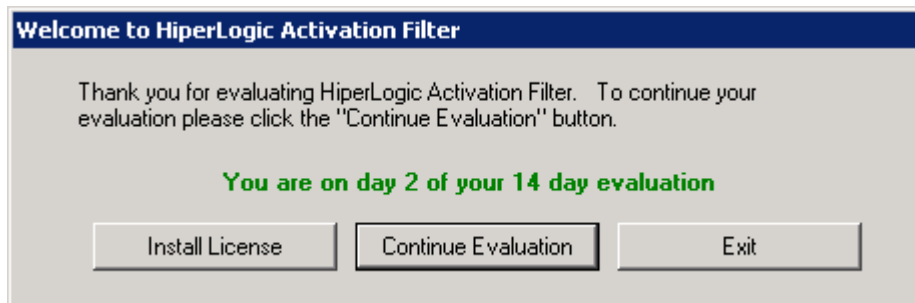 Welcome to HiperLogic Activation Filter
Thank you for evaluating HiperLogic Activation Filter.   To continue your
evaluation please click the "Continue Evaluation" button.
You are on day 2 of your 14 day evaluation
Install License
Continue Evaluation
Exit